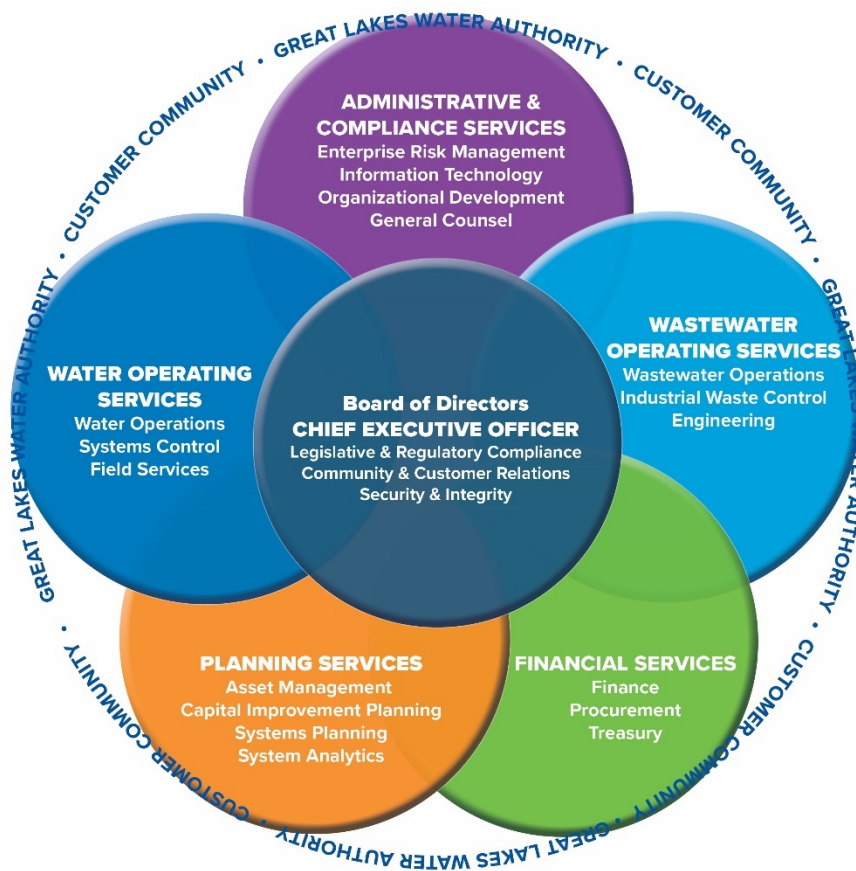 GREAT LAKES WATER AUTHORITY • CUSTOMER COMMUNITY • GREAT LAKES WATER AUTHORITY • CUSTOMER COMMUNITY • GREAT LAKES WATER AUTHORITY • CUSTOMER COMMUNITY • GREAT LAKES WATER AUTHORITY • CUSTOMER COMMUNITY •
ADMINISTRATIVE &
COMPLIANCE SERVICES
Enterprise Risk Management
Information Technology
Organizational Development
General Counsel
WATER OPERATING
SERVICES
Water Operations
Systems Control
Field Services
Board of Directors
CHIEF EXECUTIVE OFFICER
Legislative & Regulatory Compliance
Community & Customer Relations
Security & Integrity
WASTEWATER
OPERATING SERVICES
Wastewater Operations
Industrial Waste Control
Engineering
PLANNING SERVICES
Asset Management
Capital Improvement Planning
Systems Planning
System Analytics
FINANCIAL SERVICES
Finance
Procurement
Treasury